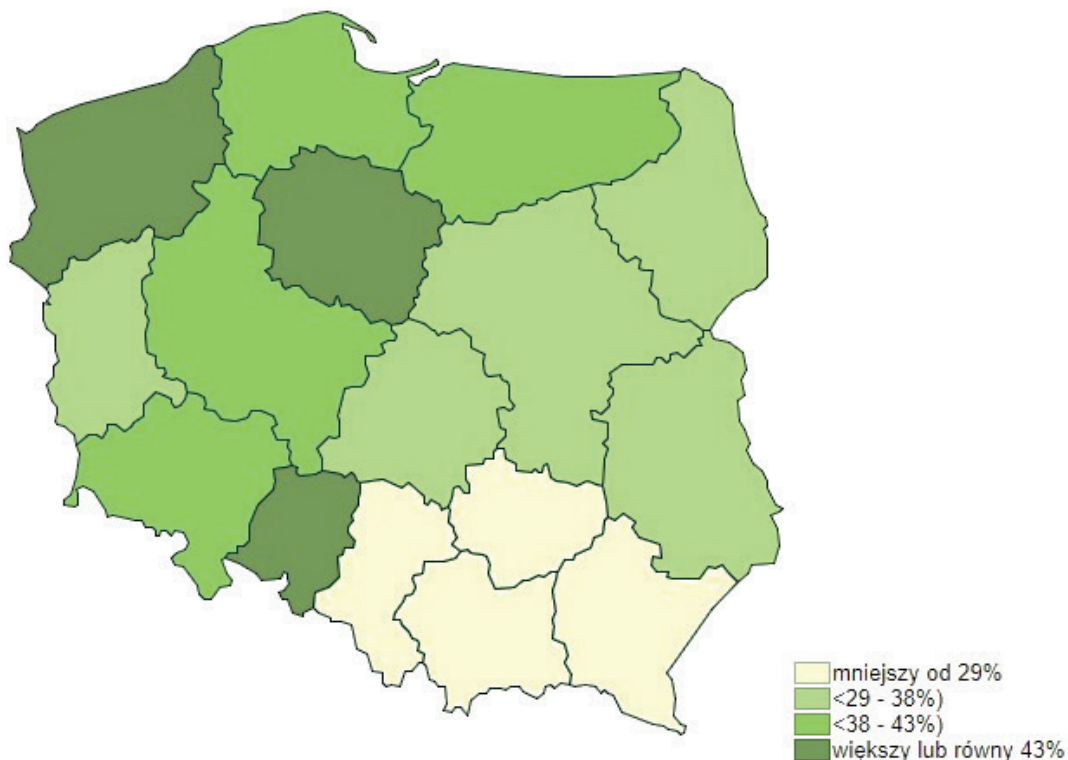 mniejszy od 29%
<29 - 38%)
<38 - 43%)
większy lub równy 43%